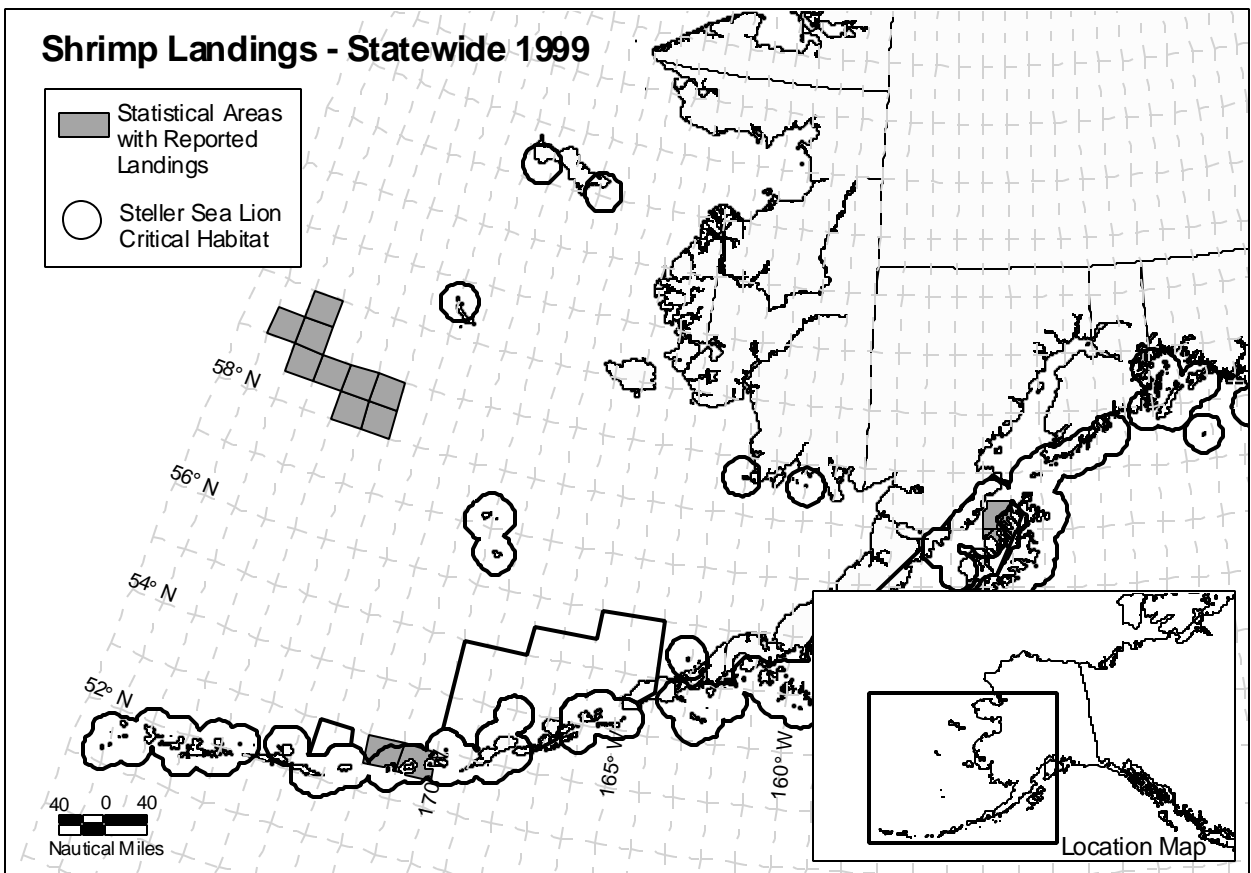 Shrimp Landings - Statewide 1999
Statistical Areas
with Reported
Landings
Steller Sea Lion
Critical Habitat
58° N
56° N
54° N
52° N
170
165° W
160° W
40 0 40
Nautical Miles
Location Map